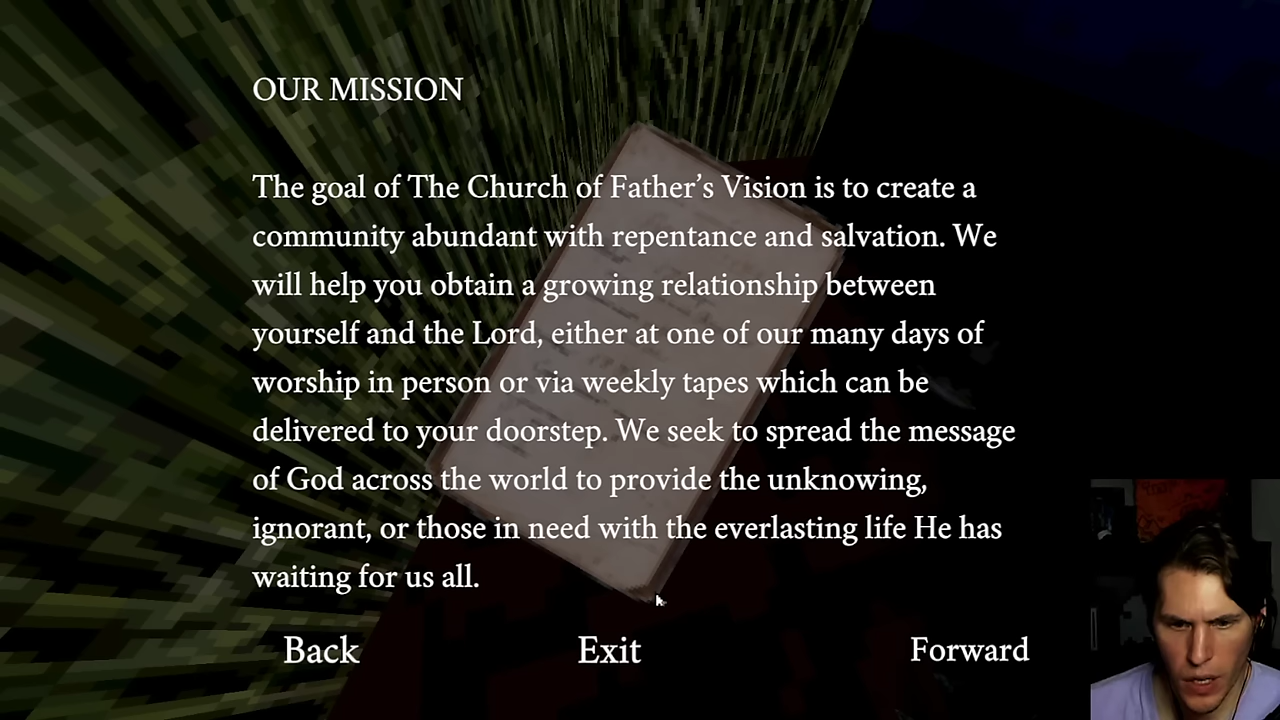 OUR MISSION
The goal of The Church of Father’s Vision is to create a
community abundant with repentance and salvation. We
will help you obtain a growing relationship between
yourself and the Lord, either at one of our many days of
worship in person or via weekly tapes which can be
delivered to your doorstep. We seek to spread the message
of God across the world to provide the unknowing,
ignorant, or those in need with the everlasting life He has
waiting for us all.
Back Exit Forward